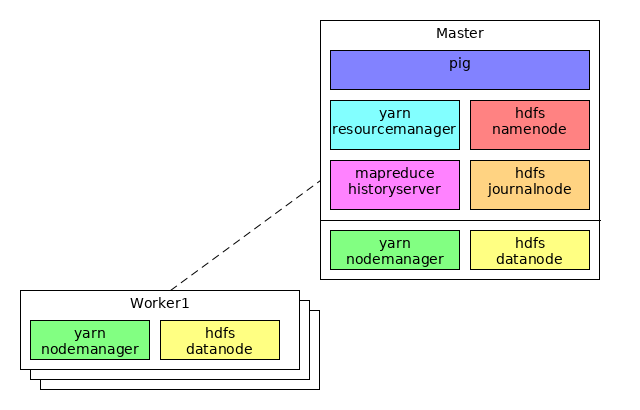 Master
pig
yarn
resourcemanager
hdfs
namenode
mapreduce
historyserver
hdfs
journalnode
yarn
nodemanager
hdfs
datanode
Worker1
yarn
nodemanager
hdfs
datanode